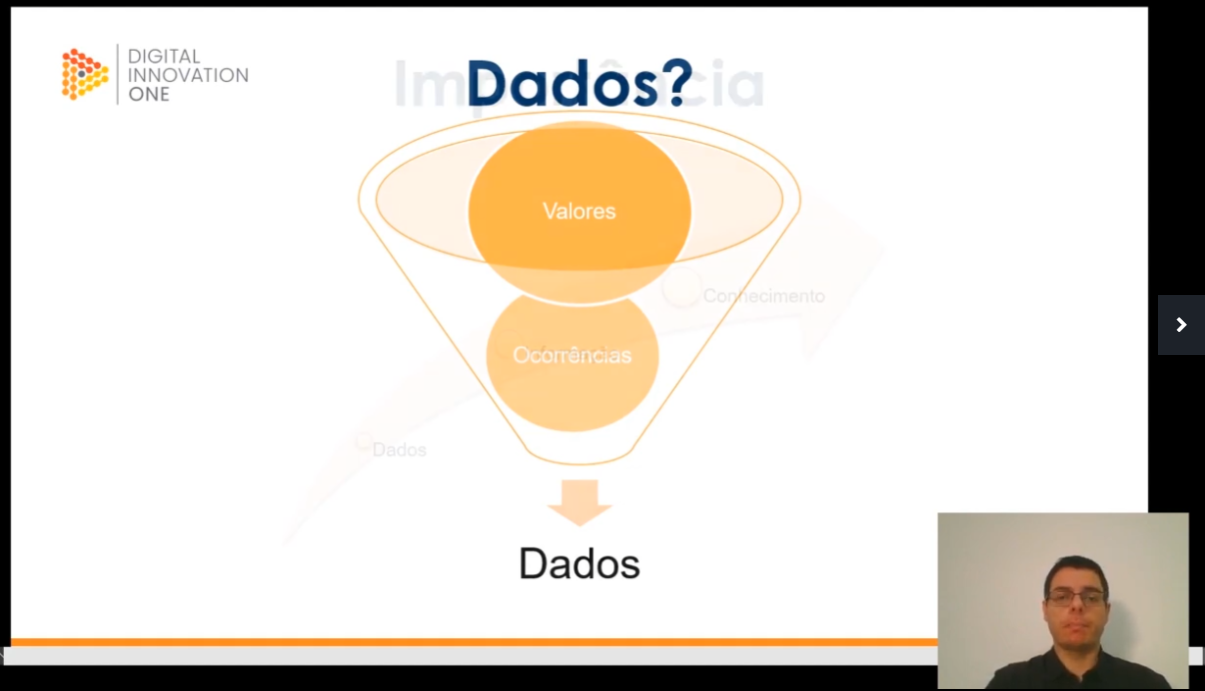 DIGITAL
INNOVATION
ONE
Dados?
Valores
Conhecimento
Ocorrências
Dados
Dados